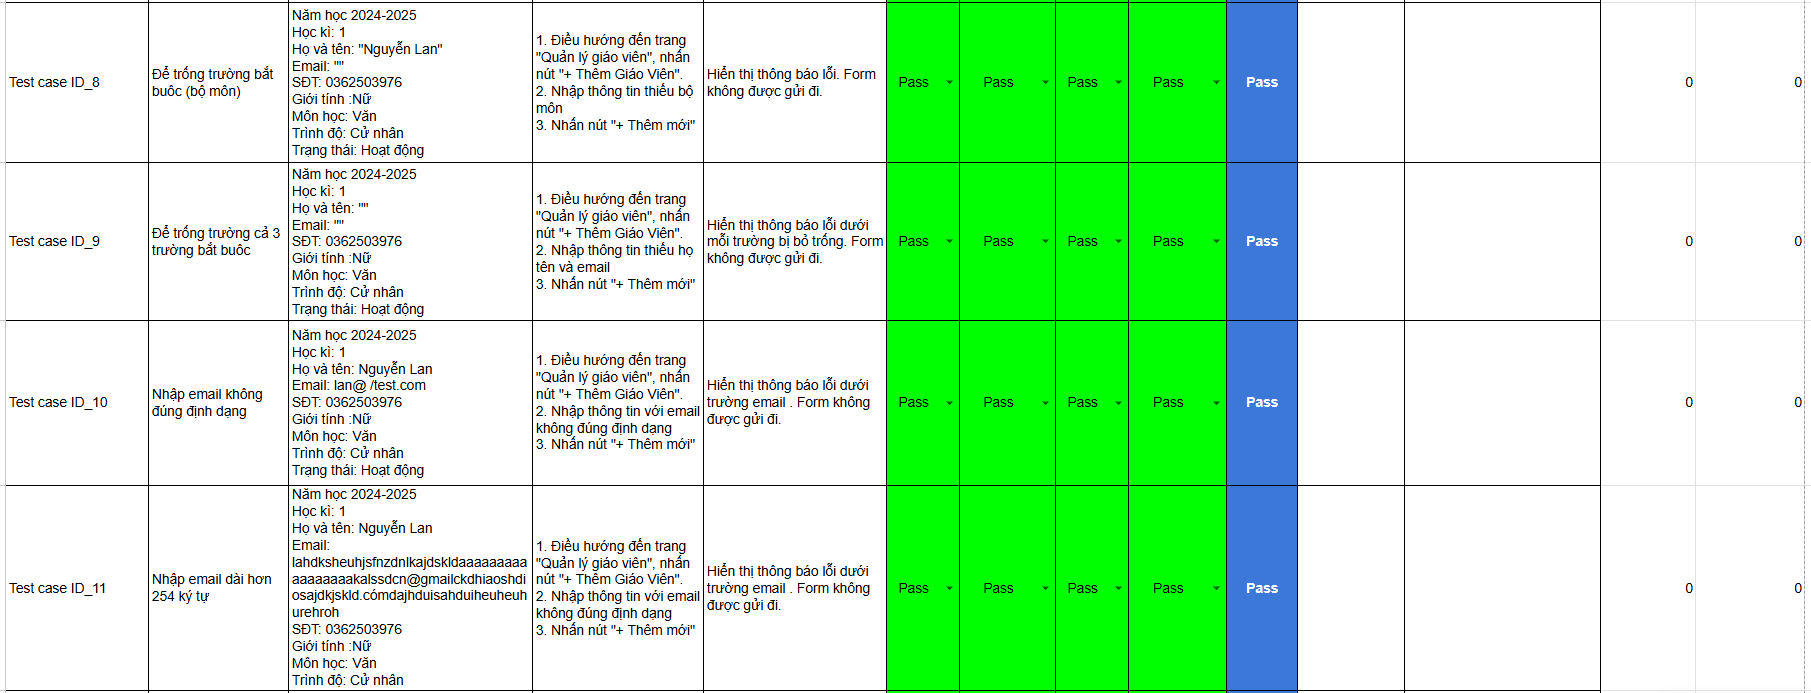 Test case ID_8
Để trống trường bắt
buôc (bộ môn)
Năm học 2024-2025
Học kì: 1
Họ và tên: "Nguyễn Lan"
Email: ""
SĐT: 0362503976
Giới tính :Nữ
Môn học: Văn
Trình độ: Cử nhân
Trạng thái: Hoạt động
1. Điều hướng đến trang
"Quản lý giáo viên", nhấn
nút "+ Thêm Giáo Viên".
2. Nhập thông tin thiếu bộ
môn
3. Nhấn nút "+ Thêm mới"
Hiển thị thông báo lỗi. Form
không được gửi đi.
Pass
Pass
Pass
Pass
Pass
0
0
Test case ID_9
Để trống trường cả 3
trường bắt buôc
Năm học 2024-2025
Học kì: 1
Họ và tên: ""
Email: ""
SĐT: 0362503976
Giới tính :Nữ
Môn học: Văn
Trình độ: Cử nhân
Trạng thái: Hoạt động
1. Điều hướng đến trang
"Quản lý giáo viên", nhấn
nút "+ Thêm Giáo Viên".
2. Nhập thông tin thiếu họ
tên và email
3. Nhấn nút "+ Thêm mới"
Hiển thị thông báo lỗi dưới
mỗi trường bị bỏ trống. Form
không được gửi đi.
Pass
Pass
Pass
Pass
Pass
0
0
Test case ID_10
Nhập email không
đúng định dạng
Năm học 2024-2025
Học kì: 1
Họ và tên: Nguyễn Lan
Email: lan@ /test.com
SĐT: 0362503976
Giới tính :Nữ
Môn học: Văn
Trình độ: Cử nhân
Trạng thái: Hoạt động
1. Điều hướng đến trang
"Quản lý giáo viên", nhấn
nút "+ Thêm Giáo Viên".
2. Nhập thông tin với email
không đúng định dạng
3. Nhấn nút "+ Thêm mới"
Hiển thị thông báo lỗi dưới
trường email . Form không
được gửi đi.
Pass
Pass
Pass
Pass
Pass
0
0
Test case ID_11
Nhập email dài hơn
254 ký tự
Năm học 2024-2025
Học kì: 1
Họ và tên: Nguyễn Lan
Email:
lahdksheuhjsfnzdnlkajdskldaaaaaaaaa
aaaaaaaaakalssdcn@gmailckdhiaoshdi
osajdkjskld.cómdajhduisahduiheuheuh
urehroh
SĐT: 0362503976
Giới tính :Nữ
Môn học: Văn
Trình độ: Cử nhân
1. Điều hướng đến trang
"Quản lý giáo viên", nhấn
nút "+ Thêm Giáo Viên".
2. Nhập thông tin với email
không đúng định dạng
3. Nhấn nút "+ Thêm mới"
Hiển thị thông báo lỗi dưới
trường email . Form không
được gửi đi.
Pass
Pass
Pass
Pass
Pass
0
0